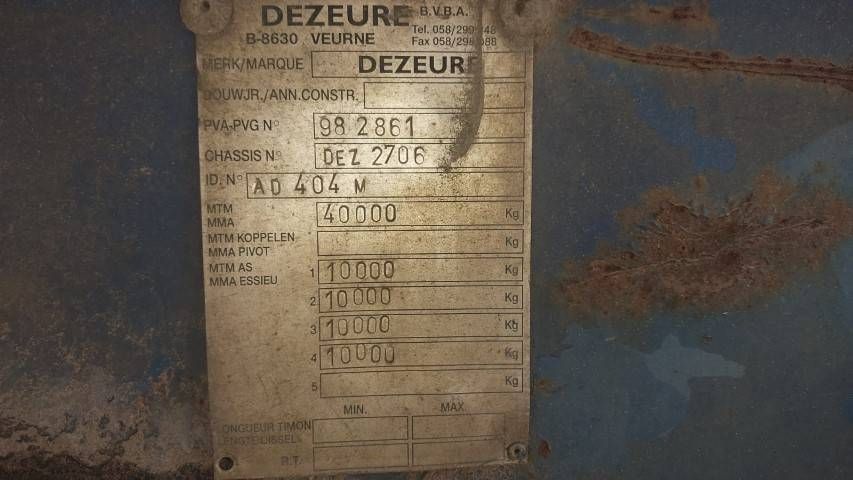 DEZEURE B.V.B.A.
B-8630 VEURNE
MERK/MARQUE DEZEURE
BOUWJR./ANN.CONSTR.
PVA-PVG N° 98 2861
CHASSIS N° DEZ 2706
ID. N° AD 404 M
MTM
MMA 40000 Kg
MTM KOPPELEN
MMA PIVOT Kg
MTM AS
MMA ESSIEU
1 10000 Kg
2 10000 Kg
3 10000 Kg
4 10000 Kg
5 Kg
MIN. MAX
LONGUEUR TIMON
R.T.